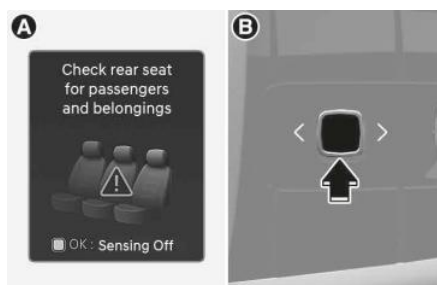 A
Check rear seat
for passengers
and belongings
OK : Sensing Off
B